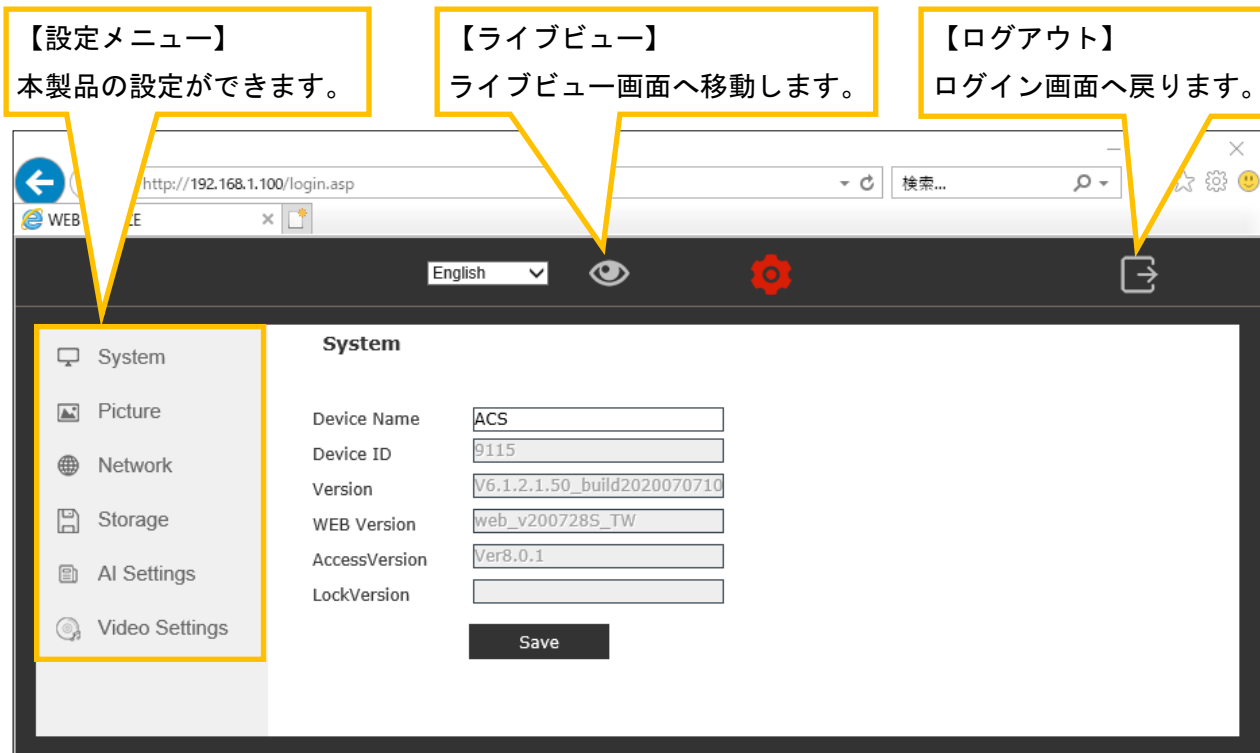 【設定メニュー】
本製品の設定ができます。
【ライブビュー】
ライブビュー画面へ移動します。
【ログアウト】
ログイン画面へ戻ります。
http://192.168.1.100/login.asp
検索...
WEB
English
System
Picture
Network
Storage
AI Settings
Video Settings
System
Device Name ACS
Device ID 9115
Version V6.1.2.1.50_build2020070710
WEB Version web_v200728S_TW
AccessVersion Ver8.0.1
LockVersion
Save